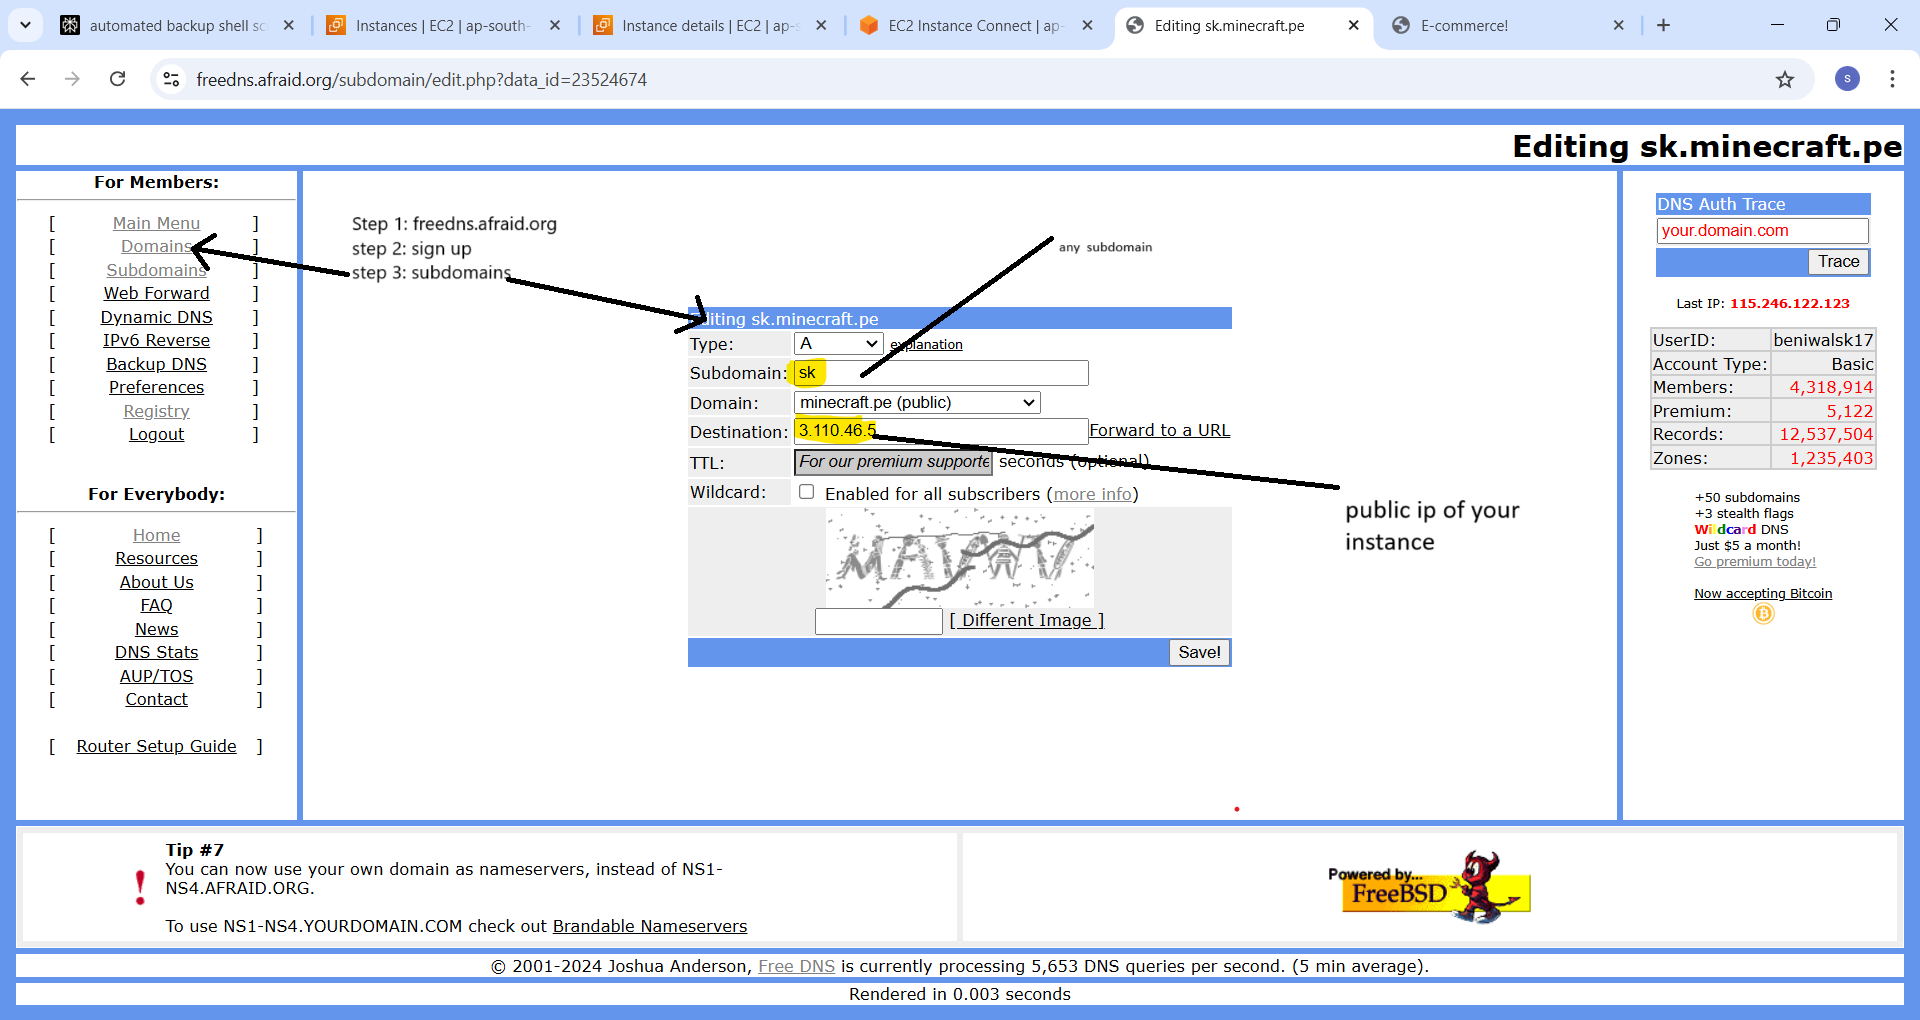 automated backup shell sc
Instances | EC2 | ap-south-
Instance details | EC2 | ap-s
EC2 Instance Connect | ap-
Editing sk.minecraft.pe
E-commerce!
freedns.afraid.org/subdomain/edit.php?data_id=23524674
S
Editing sk.minecraft.pe
For Members:
[ Main Menu ]
[ Domains ]
[ Subdomains ]
[ Web Forward ]
[ Dynamic DNS ]
[ IPv6 Reverse ]
[ Backup DNS ]
[ Preferences ]
[ Registry ]
[ Logout ]
For Everybody:
[ Home ]
[ Resources ]
[ About Us ]
[ FAQ ]
[ News ]
[ DNS Stats ]
[ AUP/TOS ]
[ Contact ]
[ Router Setup Guide ]
Step 1: freedns.afraid.org
step 2: sign up
step 3: subdomains
any subdomain
Editing sk.minecraft.pe
Type: A explanation
Subdomain: sk
Domain: minecraft.pe (public)
Destination: 3.110.46.5 Forward to a URL
TTL: For our premium supporte seconds (optional)
Wildcard: Enabled for all subscribers (more info)
[ Different Image ]
Save!
public ip of your
instance
DNS Auth Trace
your.domain.com
Trace
Last IP: 115.246.122.123
UserID: beniwalsk17
Account Type: Basic
Members: 4,318,914
Premium: 5,122
Records: 12,537,504
Zones: 1,235,403
+50 subdomains
+3 stealth flags
Wildcard DNS
Just $5 a month!
Go premium today!
Now accepting Bitcoin
Tip #7
You can now use your own domain as nameservers, instead of NS1-
NS4.AFRAID.ORG.
To use NS1-NS4.YOURDOMAIN.COM check out Brandable Nameservers
Powered by...
FreeBSD
© 2001-2024 Joshua Anderson, Free DNS is currently processing 5,653 DNS queries per second. (5 min average).
Rendered in 0.003 seconds